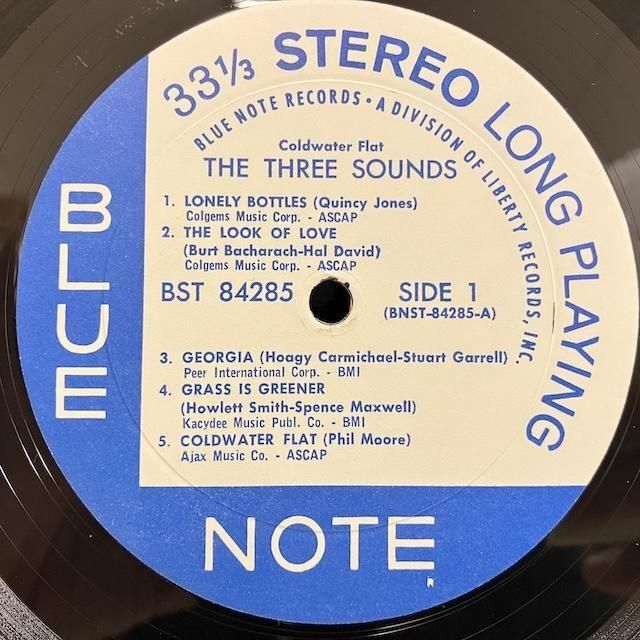 33⅓ STEREO LONG PLAYING
BLUE NOTE RECORDS • A DIVISION OF LIBERTY RECORDS, INC.
Coldwater Flat
THE THREE SOUNDS
1. LONELY BOTTLES (Quincy Jones)
Colgems Music Corp. - ASCAP
2. THE LOOK OF LOVE
(Burt Bacharach-Hal David)
Colgems Music Corp. - ASCAP
BST 84285 SIDE 1
(BNST-84285-A)
3. GEORGIA (Hoagy Carmichael-Stuart Garrell) .
Peer International Corp. - BMI
4. GRASS IS GREENER
(Howlett Smith-Spence Maxwell)
Kacydee Music Publ. Co. - BMI
5. COLDWATER FLAT (Phil Moore)
Ajax Music Co. - ASCAP
BLUE
NOTE
R